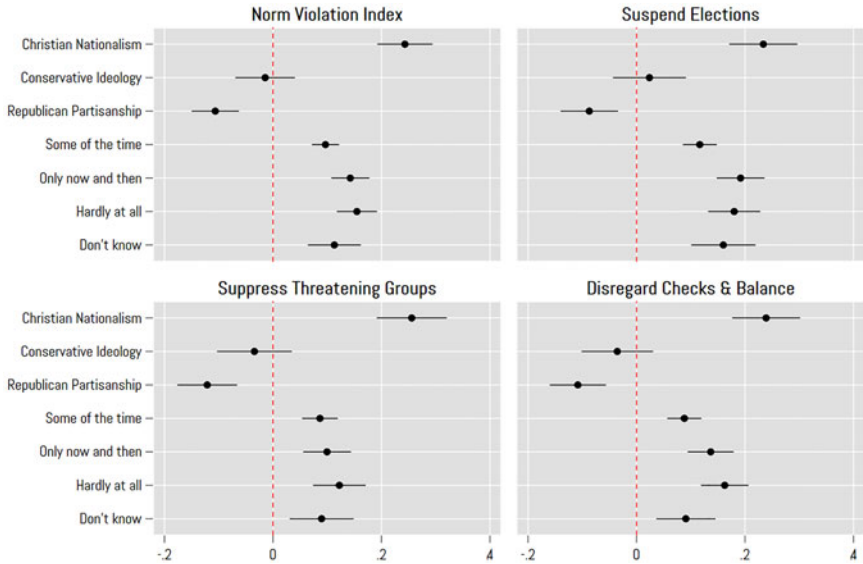 Norm Violation Index
Suspend Elections
Christian Nationalism
Conservative Ideology
Republican Partisanship
Some of the time
Only now and then
Hardly at all
Don't know
Suppress Threatening Groups
Disregard Checks & Balance
Christian Nationalism
Conservative Ideology
Republican Partisanship
Some of the time
Only now and then
Hardly at all
Don't know
-.2 0 .2 .4 -.2 0 .2 .4